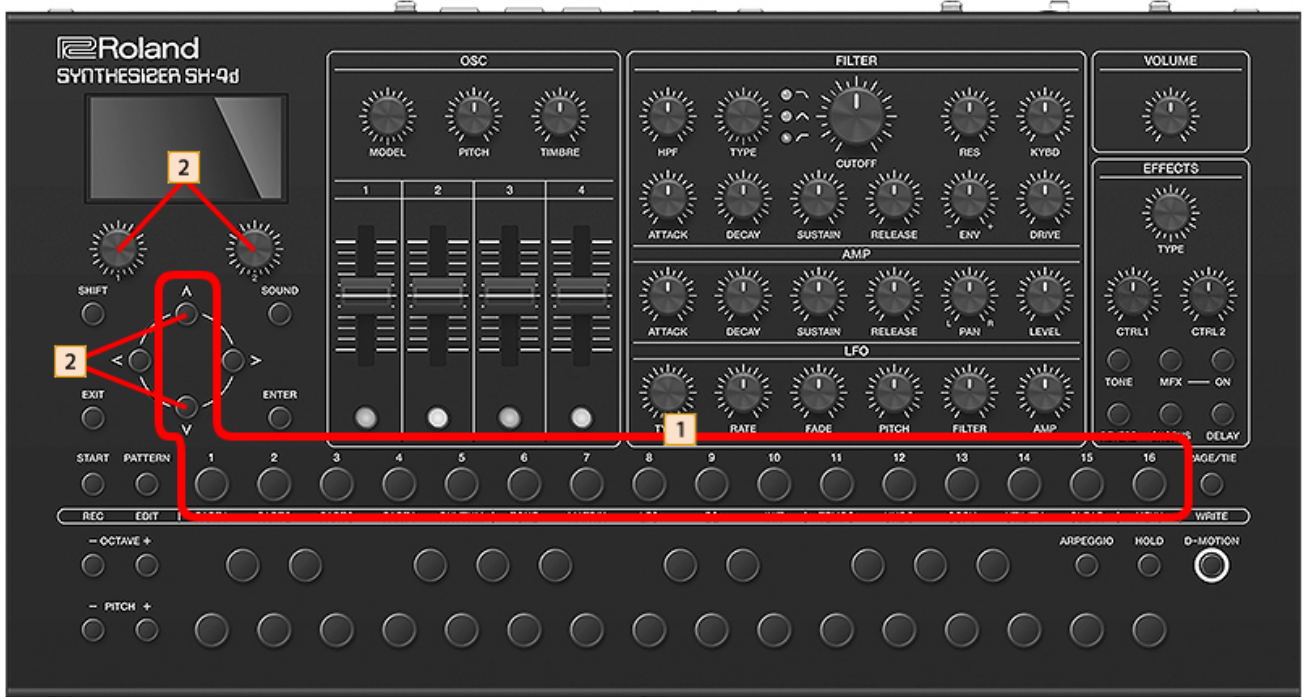 Roland
SYNTHESIZER SH-4d
OSC
FILTER
VOLUME
MODEL PITCH TIMBRE
HPF TYPE CUTOFF RES KYBD
EFFECTS
2
1 2 3 4
ATTACK DECAY SUSTAIN RELEASE - ENV + DRIVE
TYPE
AMP
1 2
SHIFT SOUND
ATTACK DECAY SUSTAIN RELEASE L PAN R LEVEL
CTRL1 CTRL2
2
LFO
TONE MFX ON
EXIT ENTER
RATE FADE PITCH FILTER AMP
1
DELAY
START PATTERN 1 2 3 4 5 6 7 8 9 10 11 12 13 14 15 16 PAGE/TIE
REC EDIT WRITE
- OCTAVE +
ARPEGGIO HOLD D-MOTION
- PITCH +